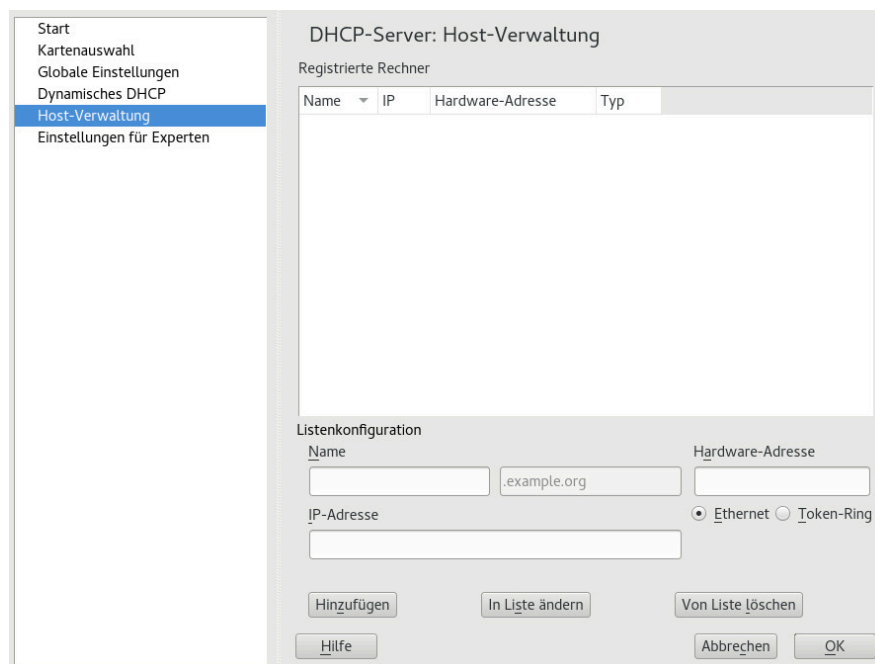 Start
Kartenauswahl
Globale Einstellungen
Dynamisches DHCP
Host-Verwaltung
Einstellungen für Experten
DHCP-Server: Host-Verwaltung
Registrierte Rechner
Name IP Hardware-Adresse Typ
Listenkonfiguration
Name Hardware-Adresse
.example.org
IP-Adresse Ethernet Token-Ring
Hinzufügen In Liste ändern Von Liste löschen
Hilfe Abbrechen OK